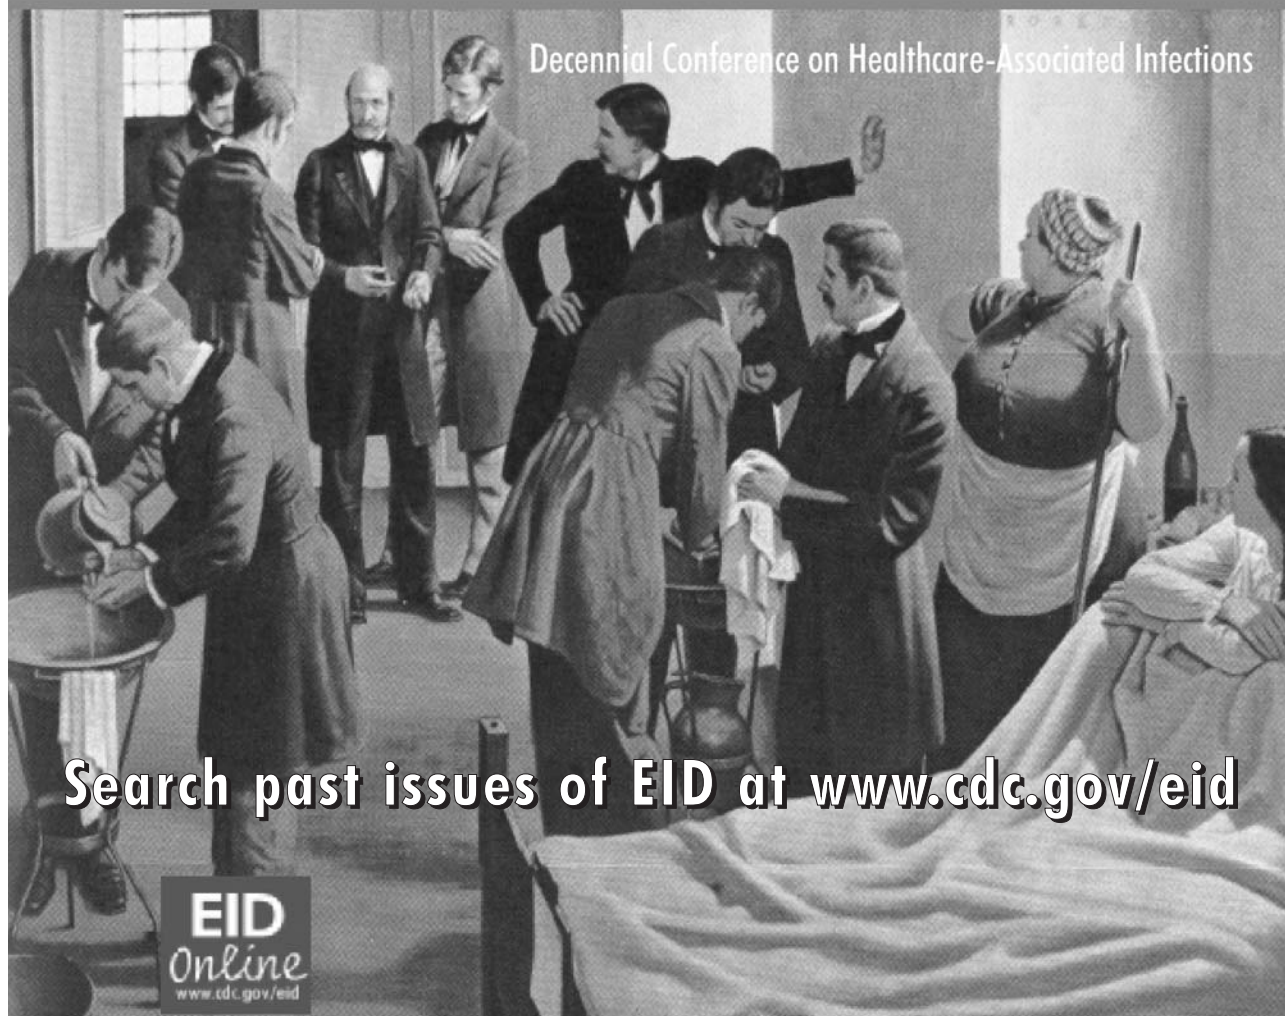 Decennial Conference on Healthcare-Associated Infections
Search past issues of EID at www.cdc.gov/eid
EID
Online
www.cdc.gov/eid